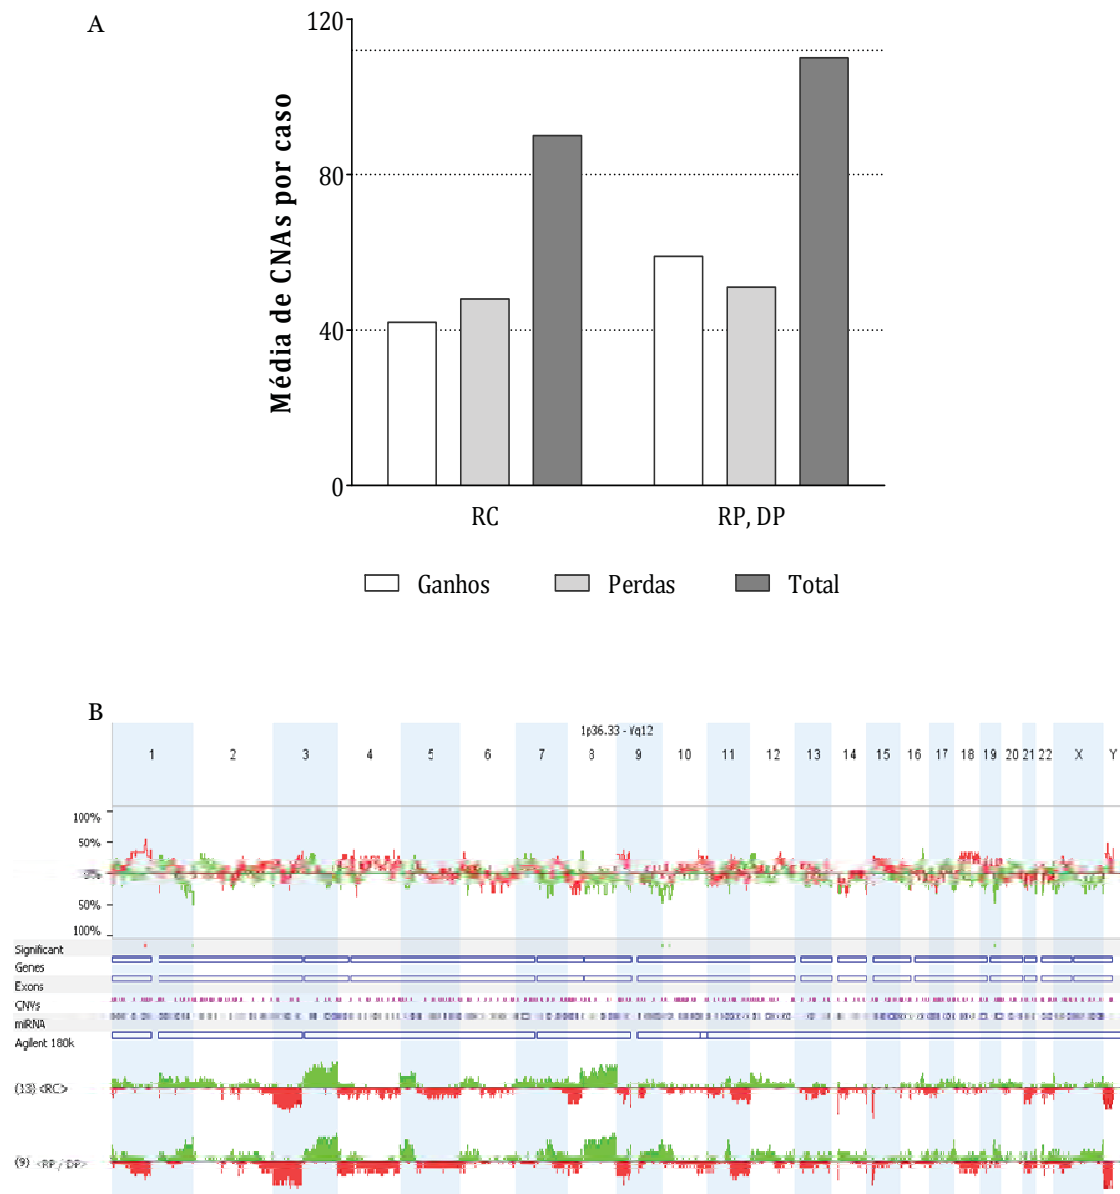 A
Média de CNAs por caso
120
80
40
0
RC
RP, DP
Ganhos
Perdas
Total
B
1p36.33 - Yq12
1 2 3 4 5 6 7 8 9 10 11 12 13 14 15 16 17 18 19 20 21 22 X Y
100%
50%
50%
100%
Significant
Genes
Exons
CNVs
miRNA
Agilent 180k
(13) <RC>
(9) <RP / DP>